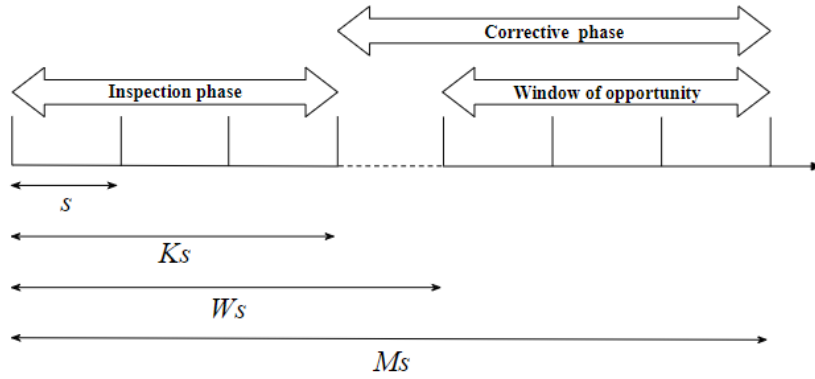 Corrective phase
Inspection phase
Window of opportunity
s
Ks
Ws
Ms